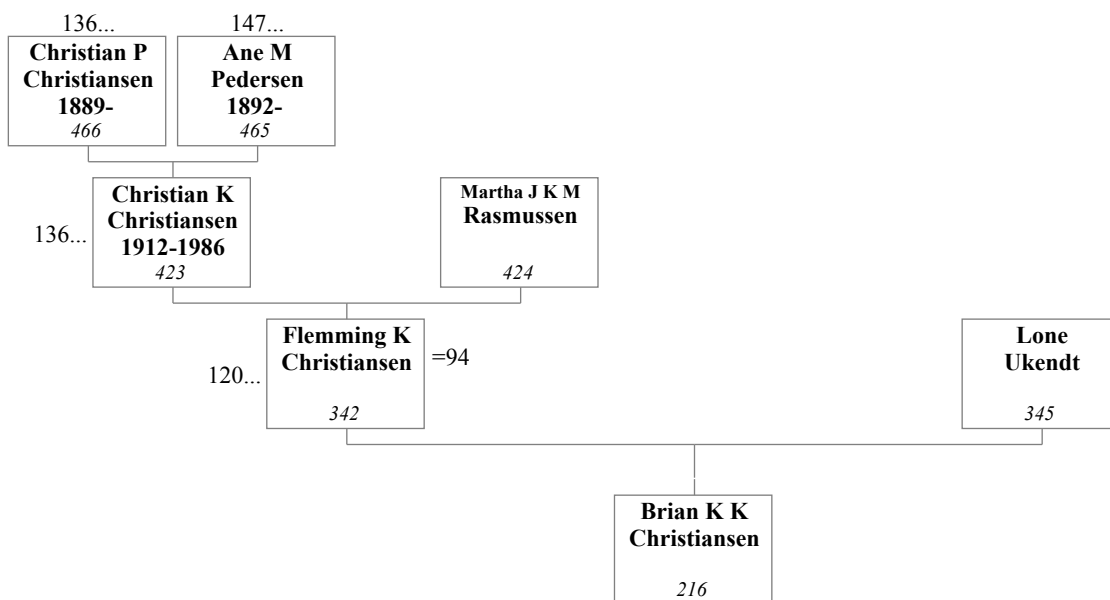 136...
147...
Christian P
Christiansen
1889-
466
Ane M
Pedersen
1892-
465
136...
Christian K
Christiansen
1912-1986
423
Martha J K M
Rasmussen
424
120...
Flemming K
Christiansen
342
=94
Lone
Ukendt
345
Brian K K
Christiansen
216